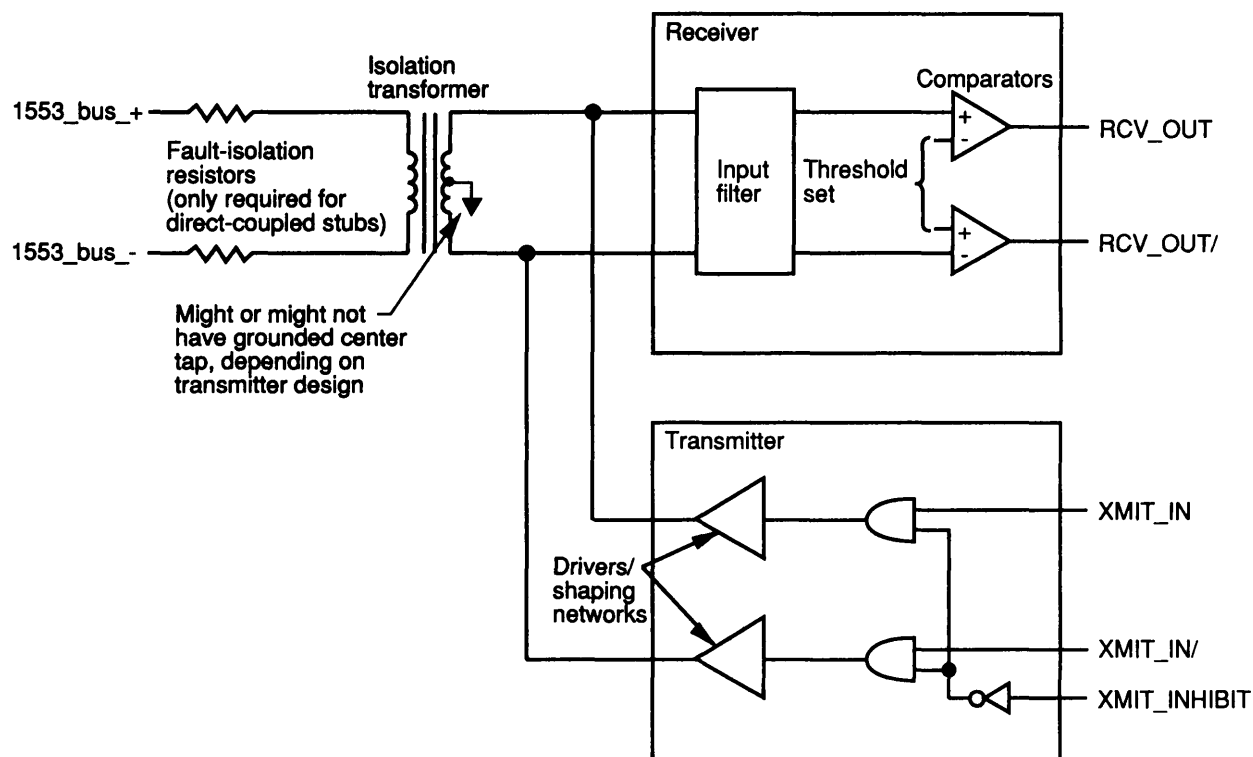 Receiver
Isolation
transformer
Comparators
1553_bus_+
+
-
RCV_OUT
Fault-isolation
resistors
(only required for
direct-coupled stubs)
Input
filter
Threshold
set
1553_bus_-
+
-
RCV_OUT/
Might or might not
have grounded center
tap, depending on
transmitter design
Transmitter
XMIT_IN
Drivers/
shaping
networks
XMIT_IN/
XMIT_INHIBIT